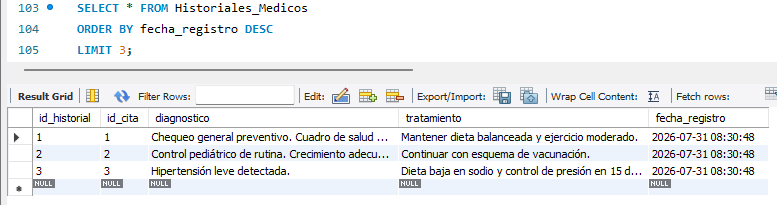 103 SELECT * FROM Historiales_Medicos
104 ORDER BY fecha_registro DESC
105 LIMIT 3;
Result Grid Filter Rows: Edit: Export/Import: Wrap Cell Content: Fetch rows:
id_historial id_cita diagnostico tratamiento fecha_registro
1 1 Chequeo general preventivo. Cuadro de salud ... Mantener dieta balanceada y ejercicio moderado. 2026-07-31 08:30:48
2 2 Control pediátrico de rutina. Crecimiento adecu... Continuar con esquema de vacunación. 2026-07-31 08:30:48
3 3 Hipertensión leve detectada. Dieta baja en sodio y control de presión en 15 d... 2026-07-31 08:30:48
NULL NULL NULL NULL NULL